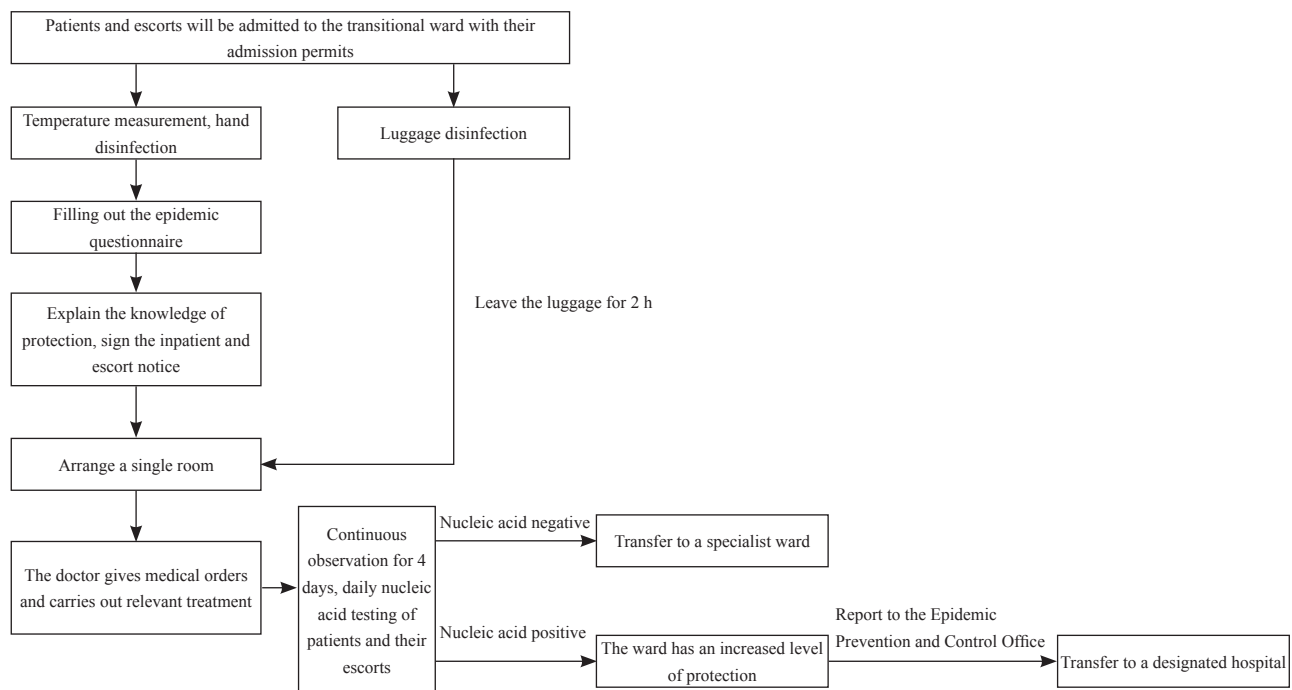 Patients and escorts will be admitted to the transitional ward with their
admission permits
Temperature measurement, hand
disinfection
Luggage disinfection
Filling out the epidemic
questionnaire
Explain the knowledge of
protection, sign the inpatient and
escort notice
Leave the luggage for 2 h
Arrange a single room
The doctor gives medical orders
and carries out relevant treatment
Continuous
observation for 4
days, daily nucleic
acid testing of
patients and their
escorts
Nucleic acid negative
Transfer to a specialist ward
Nucleic acid positive
The ward has an increased level
of protection
Report to the Epidemic
Prevention and Control Office
Transfer to a designated hospital